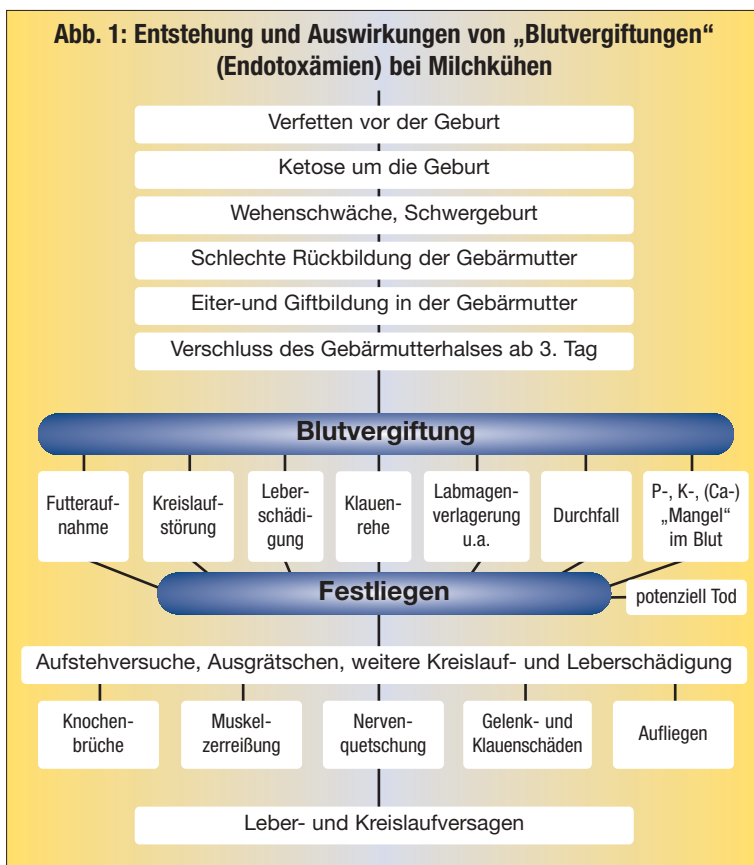 Abb. 1: Entstehung und Auswirkungen von „Blutvergiftungen“
(Endotoxämien) bei Milchkühen
Verfetten vor der Geburt
Ketose um die Geburt
Wehenschwäche, Schwergeburt
Schlechte Rückbildung der Gebärmutter
Eiter-und Giftbildung in der Gebärmutter
Verschluss des Gebärmutterhalses ab 3. Tag
Blutvergiftung
Futterauf-
nahme
Kreislauf-
störung
Leber-
schädi-
gung
Klauen-
rehe
Labmagen-
verlagerung
u.a.
Durchfall
P-, K-, (Ca-)
„Mangel“
im Blut
Festliegen
potenziell Tod
Aufstehversuche, Ausgrätschen, weitere Kreislauf- und Leberschädigung
Knochen-
brüche
Muskel-
zerreißung
Nerven-
quetschung
Gelenk- und
Klauenschäden
Aufliegen
Leber- und Kreislaufversagen